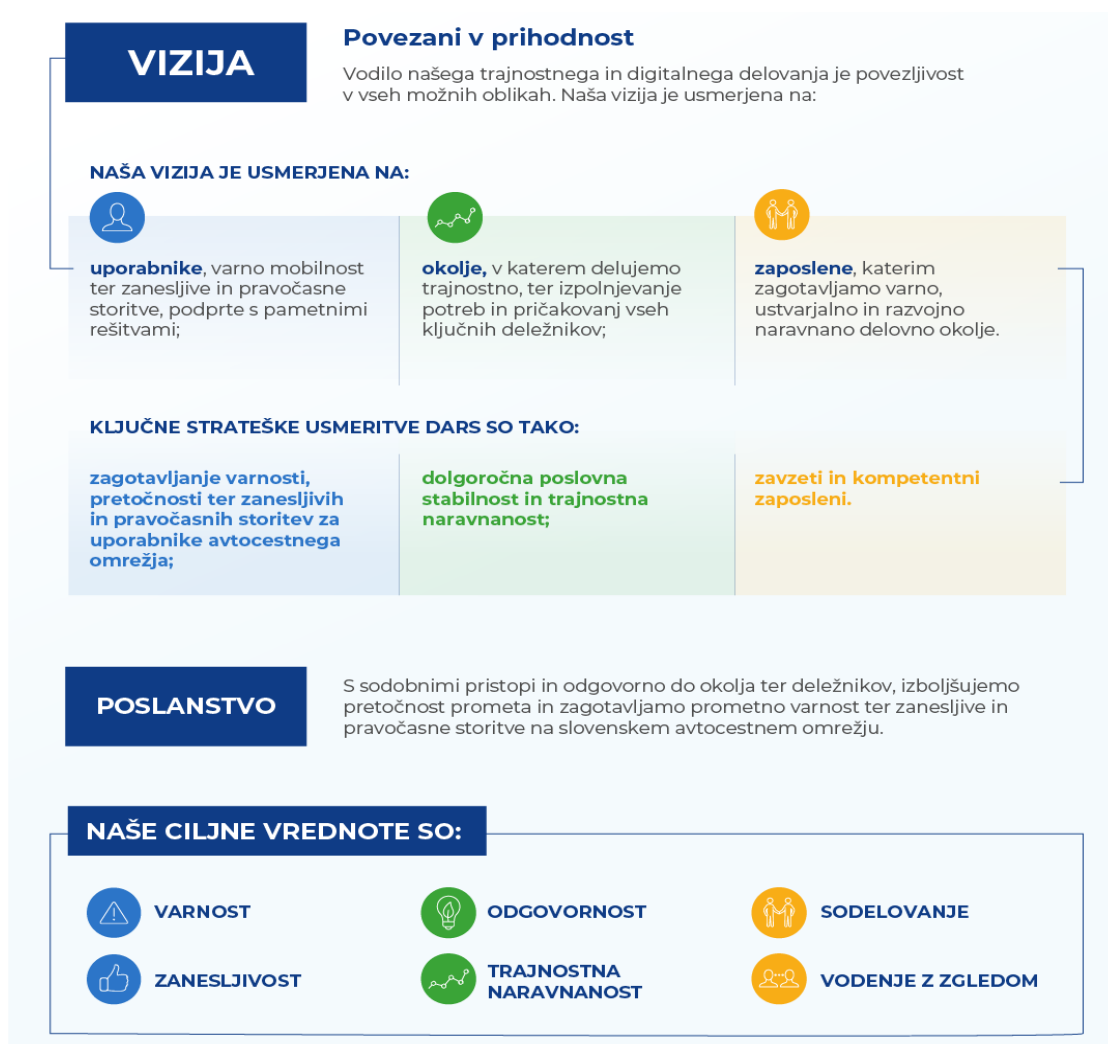 VIZIJA
Povezani v prihodnost
Vodilo našega trajnostnega in digitalnega delovanja je povezljivost
v vseh možnih oblikah. Naša vizija je usmerjena na:
NAŠA VIZIJA JE USMERJENA NA:
uporabnike, varno mobilnost
ter zanesljive in pravočasne
storitve, podprte s pametnimi
rešitvami;
okolje, v katerem delujemo
trajnostno, ter izpolnjevanje
potreb in pričakovanj vseh
ključnih deležnikov;
zaposlene, katerim
zagotavljamo varno,
ustvarjalno in razvojno
naravnano delovno okolje.
KLJUČNE STRATEŠKE USMERITVE DARS SO TAKO:
zagotavljanje varnosti,
pretočnosti ter zanesljivih
in pravočasnih storitev za
uporabnike avtocestnega
omrežja;
dolgoročna poslovna
stabilnost in trajnostna
naravnanost;
zavzeti in kompetentni
zaposleni.
POSLANSTVO
S sodobnimi pristopi in odgovorno do okolja ter deležnikov, izboljšujemo
pretočnost prometa in zagotavljamo prometno varnost ter zanesljive in
pravočasne storitve na slovenskem avtocestnem omrežju.
NAŠE CILJNE VREDNOTE SO:
VARNOST
ODGOVORNOST
SODELOVANJE
ZANESLJIVOST
TRAJNOSTNA
NARAVNANOST
VODENJE Z ZGLEDOM